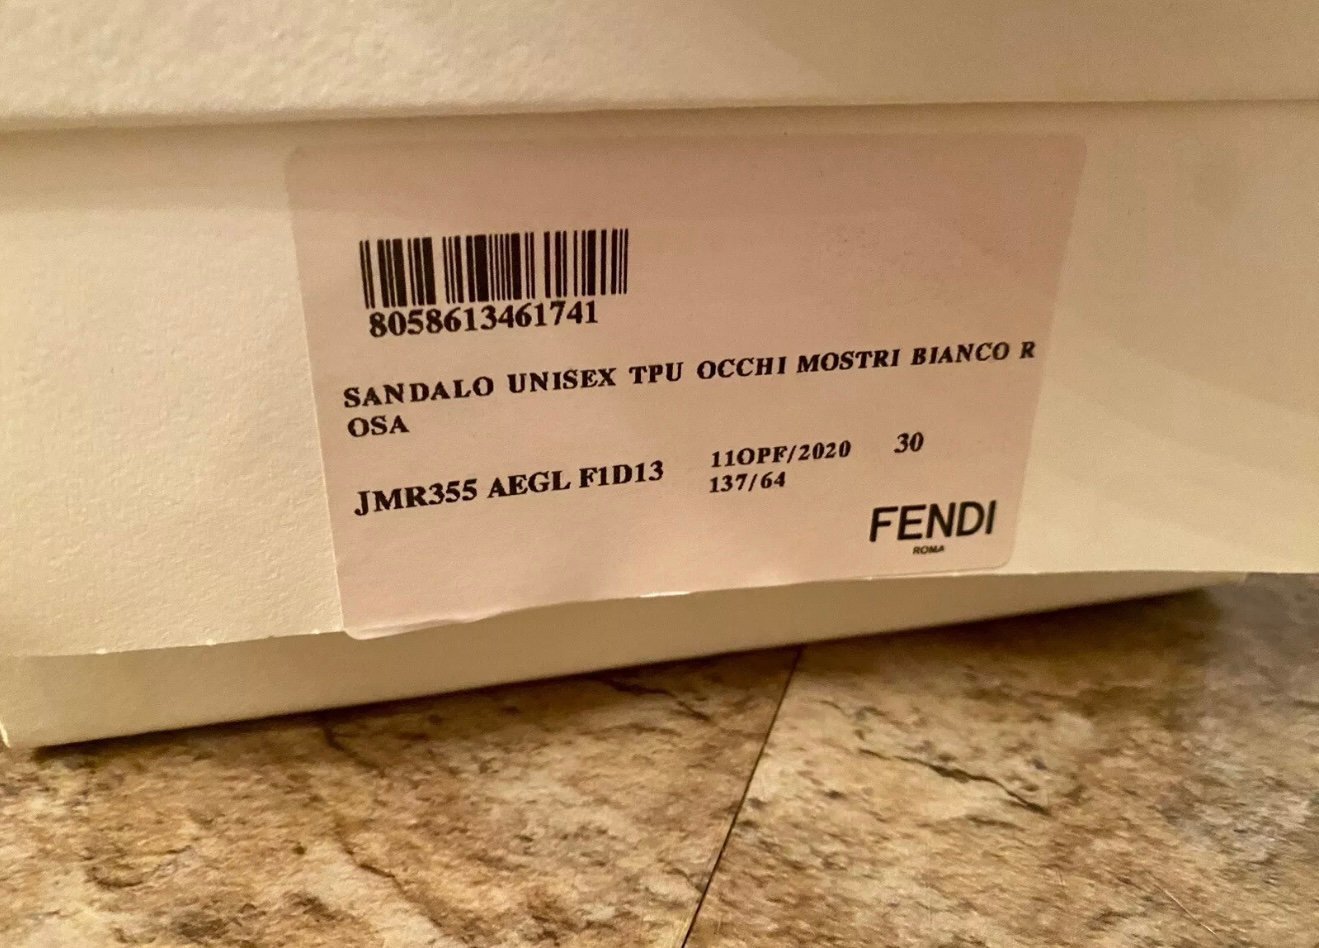 8058613461741
SANDALO UNISEX TPU OCCHI MOSTRI BIANCO R
OSA
JMR355 AEGL F1D13
11OPF/2020
137/64
30
FENDI
ROMA